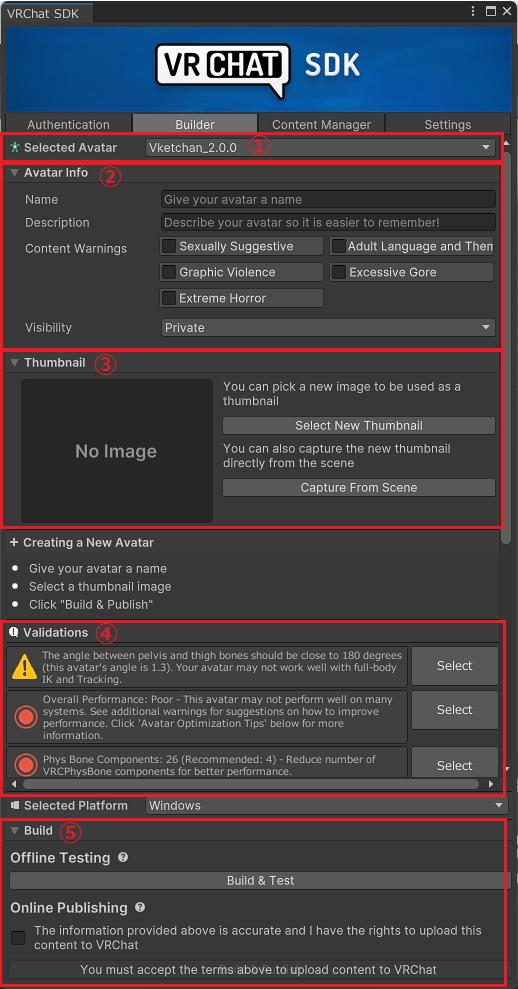 VRChat SDK
VRCHAT SDK
Authentication Builder Content Manager Settings
Selected Avatar Vketchan_2.0.0 ①
Avatar Info ②
Name Give your avatar a name
Description Describe your avatar so it is easier to remember!
Content Warnings Sexually Suggestive Adult Language and Then
Graphic Violence Excessive Gore
Extreme Horror
Visibility Private
Thumbnail ③
No Image
You can pick a new image to be used as a
thumbnail
Select New Thumbnail
You can also capture the new thumbnail
directly from the scene
Capture From Scene
Creating a New Avatar
Give your avatar a name
Select a thumbnail image
Click "Build & Publish"
Validations ④
The angle between pelvis and thigh bones should be close to 180 degrees
(this avatar's angle is 1.3). Your avatar may not work well with full-body
IK and Tracking.
Select
Overall Performance: Poor - This avatar may not perform well on many
systems. See additional warnings for suggestions on how to improve
performance. Click 'Avatar Optimization Tips' below for more
information.
Select
Phys Bone Components: 26 (Recommended: 4) - Reduce number of
VRCPhysBone components for better performance.
Select
Selected Platform Windows
Build ⑤
Offline Testing ?
Build & Test
Online Publishing ?
The information provided above is accurate and I have the rights to upload this
content to VRChat
You must accept the terms above to upload content to VRChat